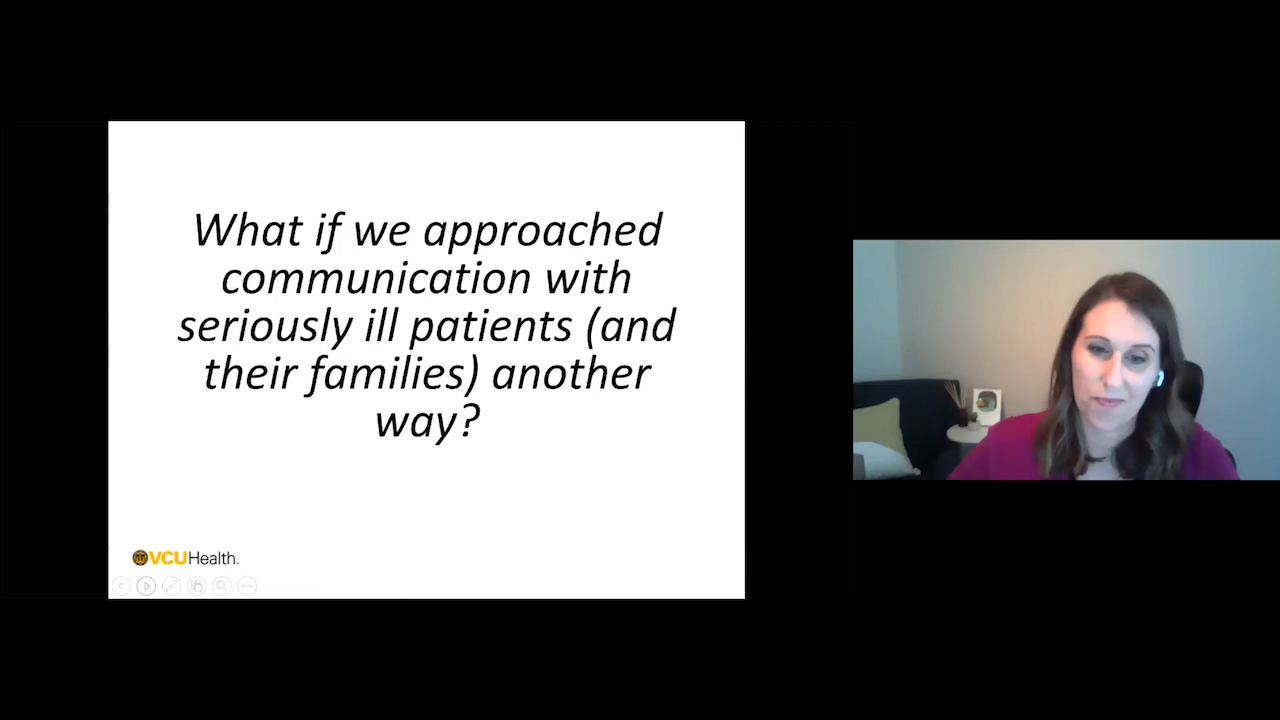 What if we approached
communication with
seriously ill patients (and
their families) another
way?
VCUHealth.